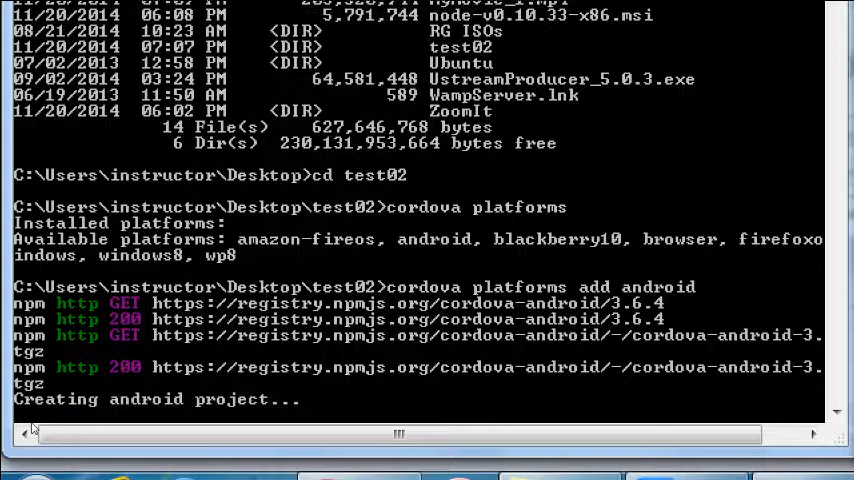 11/20/2014  06:08 PM         5,791,744 node-v0.10.33-x86.msi
08/21/2014  10:23 AM    <DIR>          RG ISOs
11/20/2014  07:07 PM    <DIR>          test02
07/02/2013  12:58 PM    <DIR>          Ubuntu
09/02/2014  03:24 PM        64,581,448 UstreamProducer_5.0.3.exe
06/19/2013  11:50 AM               589 WampServer.lnk
11/20/2014  06:02 PM    <DIR>          ZoomIt
              14 File(s)    627,646,768 bytes
               6 Dir(s)  230,131,953,664 bytes free
C:\Users\instructor\Desktop>cd test02
C:\Users\instructor\Desktop\test02>cordova platforms
Installed platforms:
Available platforms: amazon-fireos, android, blackberry10, browser, firefoxo
indows, windows8, wp8
C:\Users\instructor\Desktop\test02>cordova platforms add android
npm http GET https://registry.npmjs.org/cordova-android/3.6.4
npm http 200 https://registry.npmjs.org/cordova-android/3.6.4
npm http GET https://registry.npmjs.org/cordova-android/-/cordova-android-3.
tgz
npm http 200 https://registry.npmjs.org/cordova-android/-/cordova-android-3.
tgz
Creating android project...